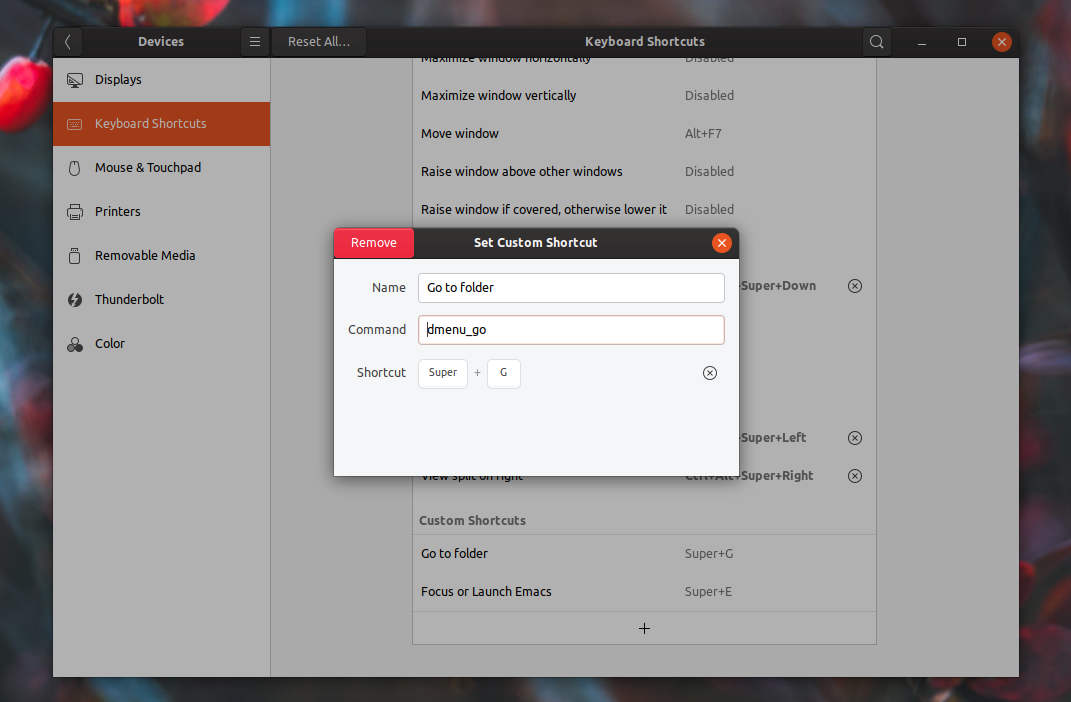 Devices
Reset All...
Keyboard Shortcuts
Displays
Keyboard Shortcuts
Mouse & Touchpad
Printers
Removable Media
Thunderbolt
Color
Maximize window horizontally Disabled
Maximize window vertically Disabled
Move window Alt+F7
Raise window above other windows Disabled
Raise window if covered, otherwise lower it Disabled
Super+Down
Super+Left
View split on right Ctrl+Alt+Super+Right
Custom Shortcuts
Go to folder Super+G
Focus or Launch Emacs Super+E
+
Remove
Set Custom Shortcut
Name Go to folder
Command dmenu_go
Shortcut Super + G